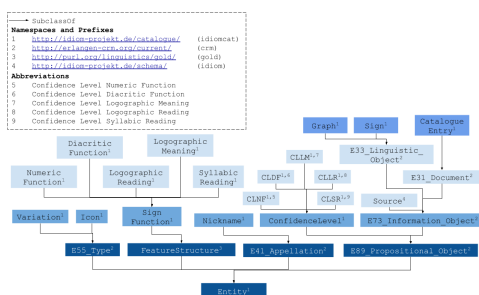 SubclassOf
Namespaces and Prefixes
1 http://idiom-projekt.de/catalogue/ (idiomcat)
2 http://erlangen-crm.org/current/ (crm)
3 http://purl.org/linguistics/gold/ (gold)
4 http://idiom-projekt.de/schema/ (idiom)
Abbreviations
5 Confidence Level Numeric Function
6 Confidence Level Diacritic Function
7 Confidence Level Logographic Meaning
8 Confidence Level Logographic Reading
9 Confidence Level Syllabic Reading
Graph¹ Sign¹ Catalogue
Entry¹
Diacritic
Function¹
Logographic
Meaning¹
CLLM¹,⁷
E33_Linguistic_
Object²
Numeric
Function¹
Logographic
Reading¹
Syllabic
Reading¹
CLDF¹,⁶ CLLR¹,⁸
E31_Document²
CLNF¹,⁵ CLSR¹,⁹
Source⁴
Variation¹ Icon¹ Sign
Function¹
Nickname¹ ConfidenceLevel¹ E73_Information_Object²
E55_Type² FeatureStructure³ E41_Appellation² E89_Propositional_Object²
Entity¹